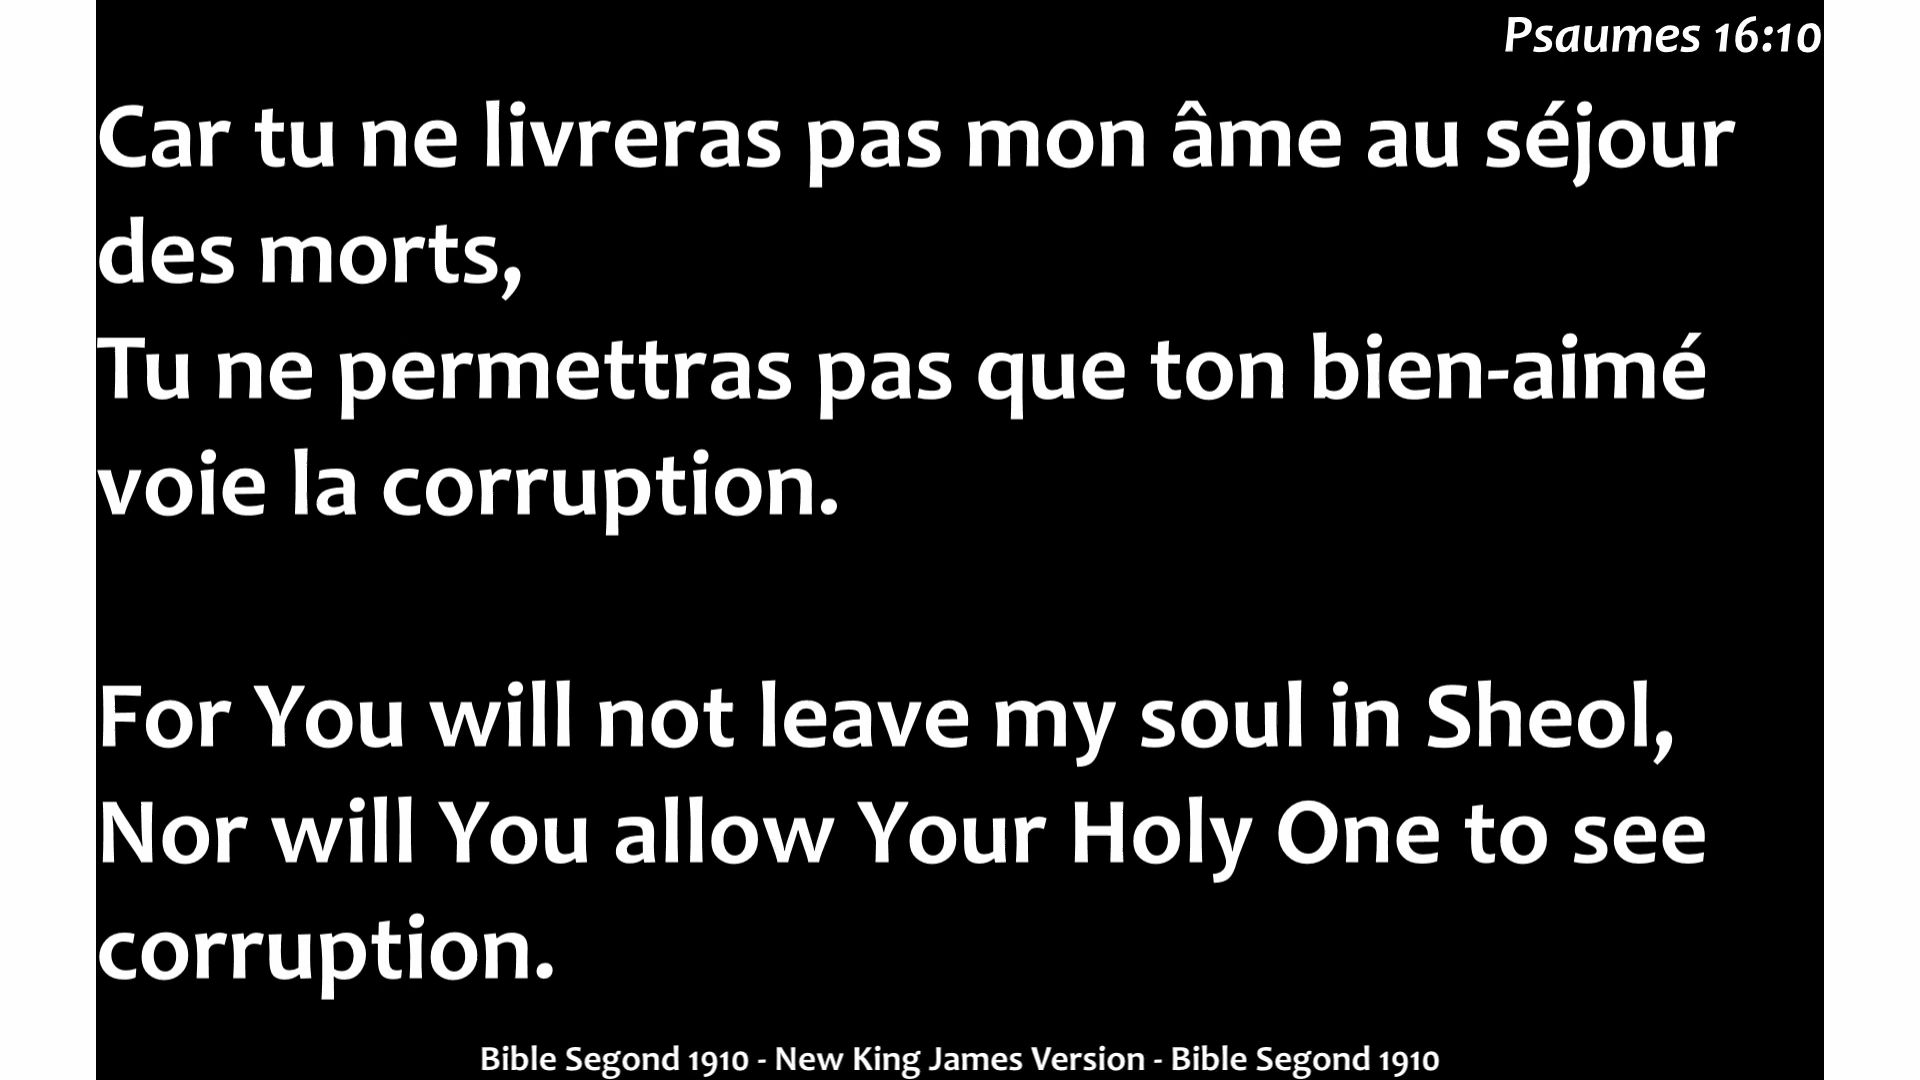 Psaumes 16:10
Car tu ne livreras pas mon âme au séjour
des morts,
Tu ne permettras pas que ton bien-aimé
voie la corruption.
For You will not leave my soul in Sheol,
Nor will You allow Your Holy One to see
corruption.
Bible Segond 1910 - New King James Version - Bible Segond 1910